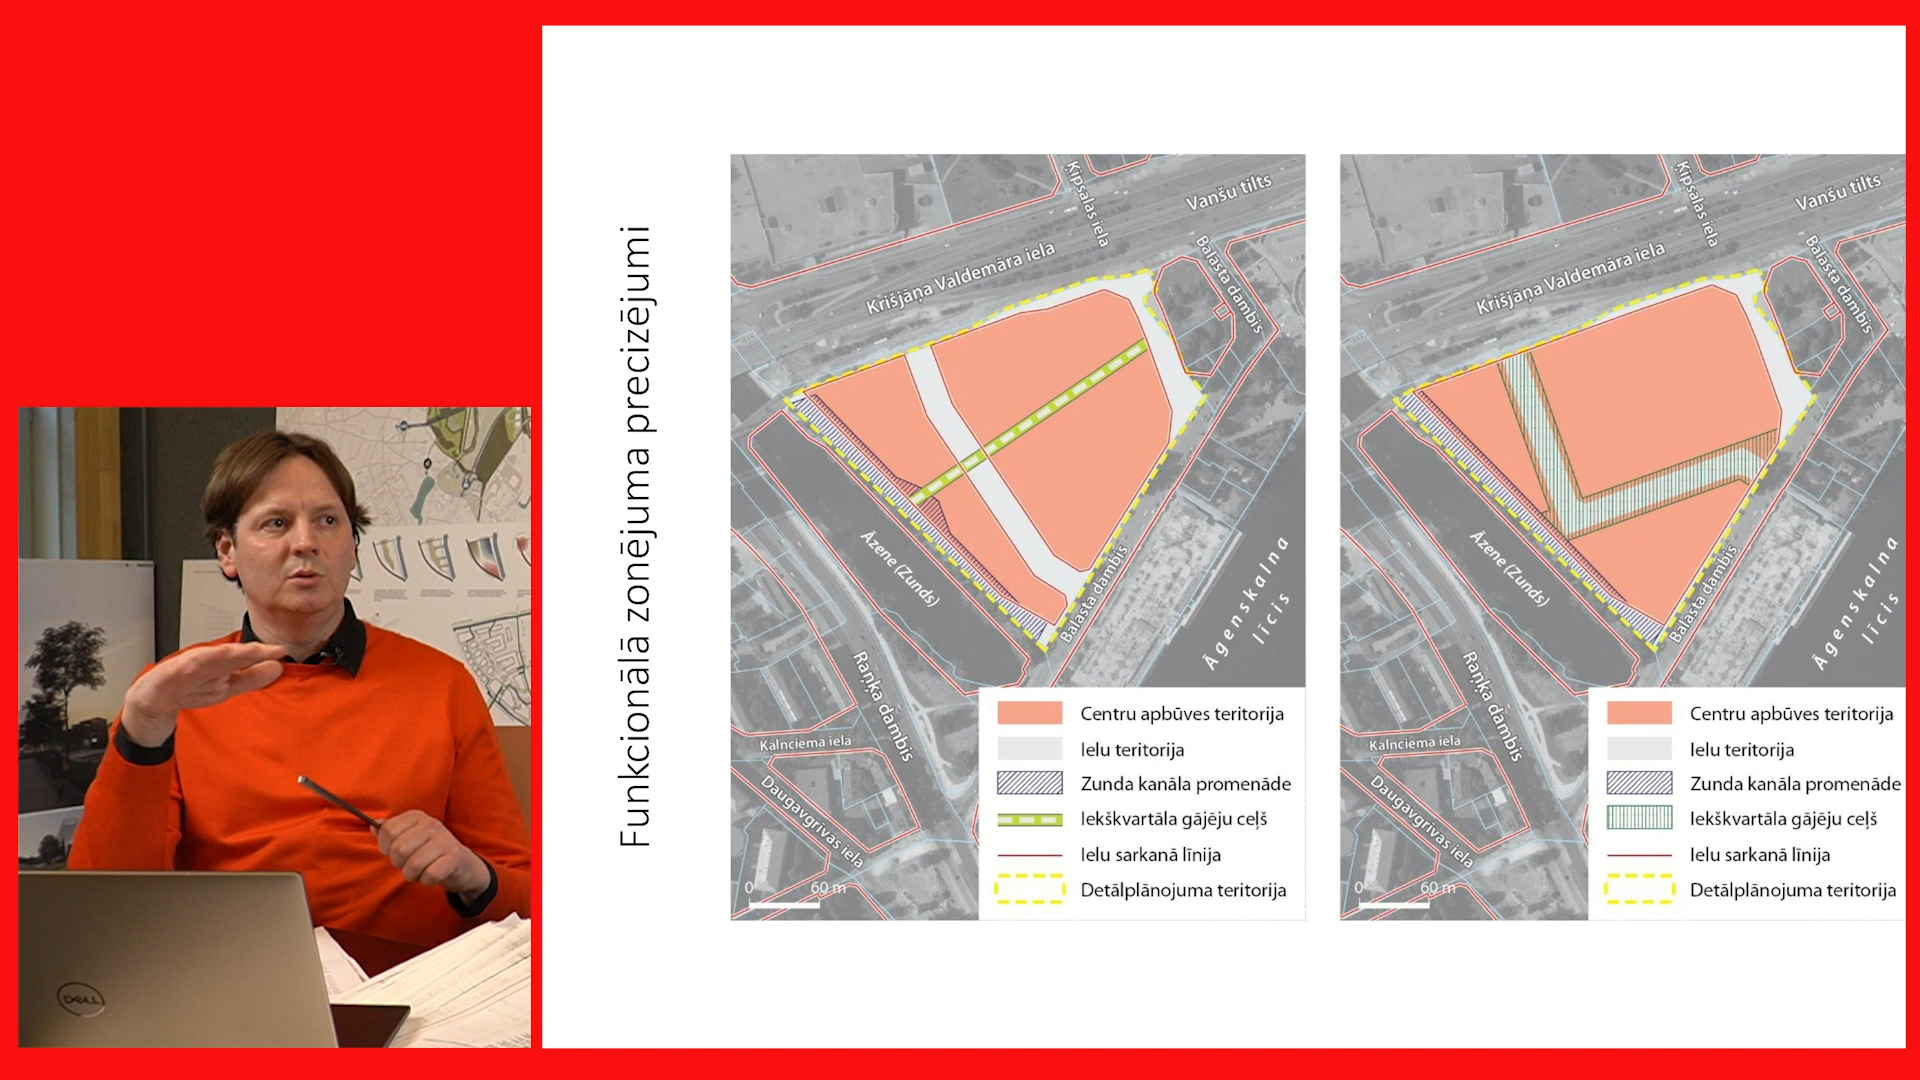 Funkcionālā zonējuma precizējumi
Ķīpsalas iela
Vanšu tilts
Balasta dambis
Krišjāņa Valdemāra iela
Āzene (Zunds)
Balasta dambis
Āgenskalna
līcis
Raņķa dambis
Kalnciema iela
Daugavgrīvas iela
0 60 m
Centru apbūves teritorija
Ielu teritorija
Zunda kanāla promenāde
Iekškvartāla gājēju ceļš
Ielu sarkanā līnija
Detālplānojuma teritorija
Ķīpsalas iela
Vanšu tilts
Balasta dambis
Krišjāņa Valdemāra iela
Āzene (Zunds)
Balasta dambis
Āgenskalna
līcis
Raņķa dambis
Kalnciema iela
Daugavgrīvas iela
0 60 m
Centru apbūves teritorija
Ielu teritorija
Zunda kanāla promenāde
Iekškvartāla gājēju ceļš
Ielu sarkanā līnija
Detālplānojuma teritorija
DELL